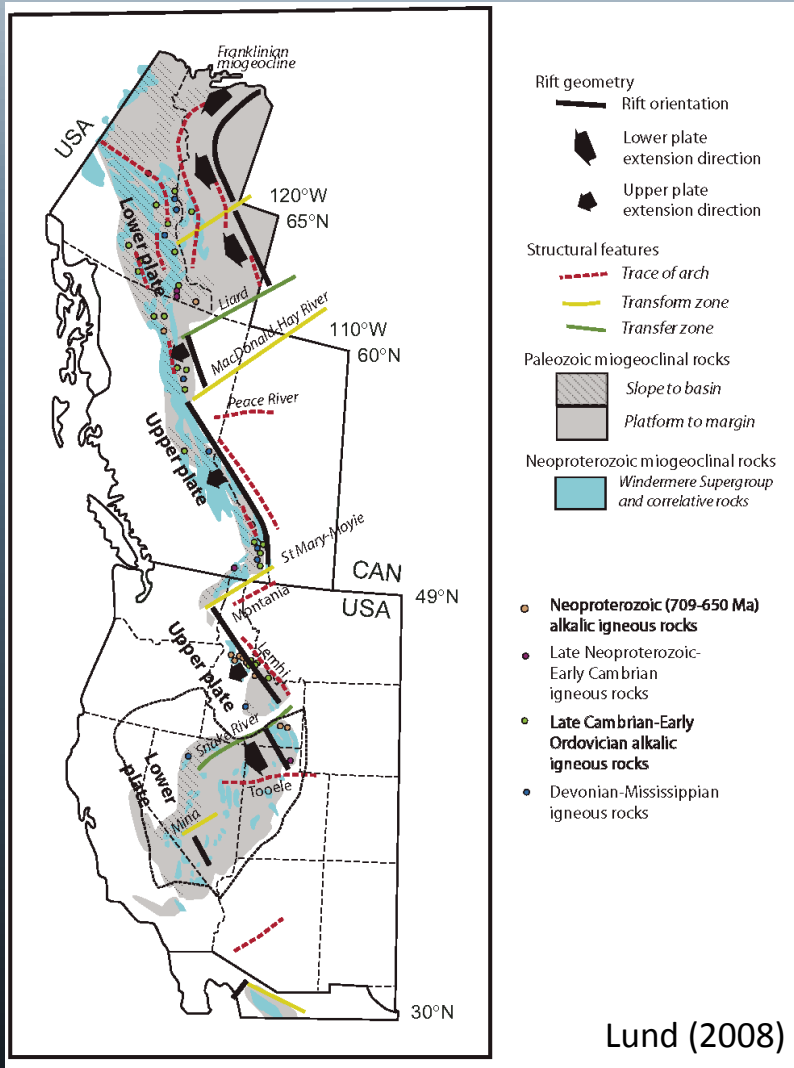 Franklinian
miogeocline
USA
120°W
65°N
Lower plate
Liard
MacDonald-Hay River
110°W
60°N
Peace River
Upper plate
St Mary-Moyie
CAN
USA
49°N
Montania
Upper plate
Lemhi
Snake River
Lower
plate
Tooele
Mina
30°N
Rift geometry
Rift orientation
Lower plate
extension direction
Upper plate
extension direction
Structural features
Trace of arch
Transform zone
Transfer zone
Paleozoic miogeoclinal rocks
Slope to basin
Platform to margin
Neoproterozoic miogeoclinal rocks
Windermere Supergroup
and correlative rocks
Neoproterozoic (709-650 Ma)
alkalic igneous rocks
Late Neoproterozoic-
Early Cambrian
igneous rocks
Late Cambrian-Early
Ordovician alkalic
igneous rocks
Devonian-Mississippian
igneous rocks
Lund (2008)